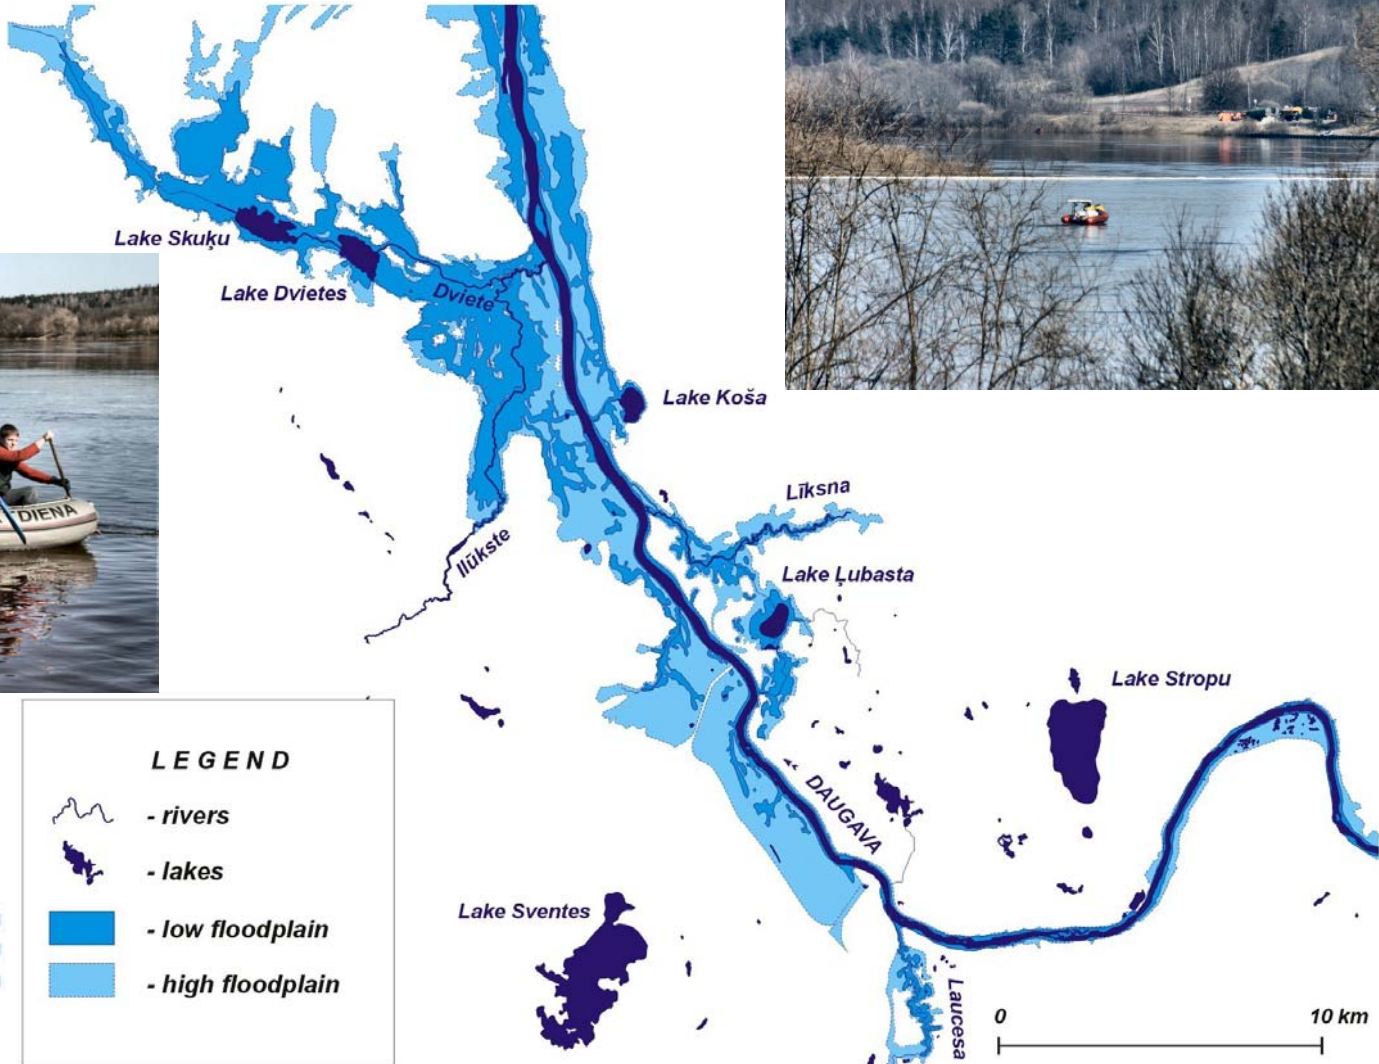 Lake Skuķu
Lake Dvietes
Dviete
Lake Koša
Līksna
Ilūkste
Lake Ļubasta
Lake Stropu
DAUGAVA
Lake Sventes
Laucesa
DIENA
LEGEND
- rivers
- lakes
- low floodplain
- high floodplain
0 10 km